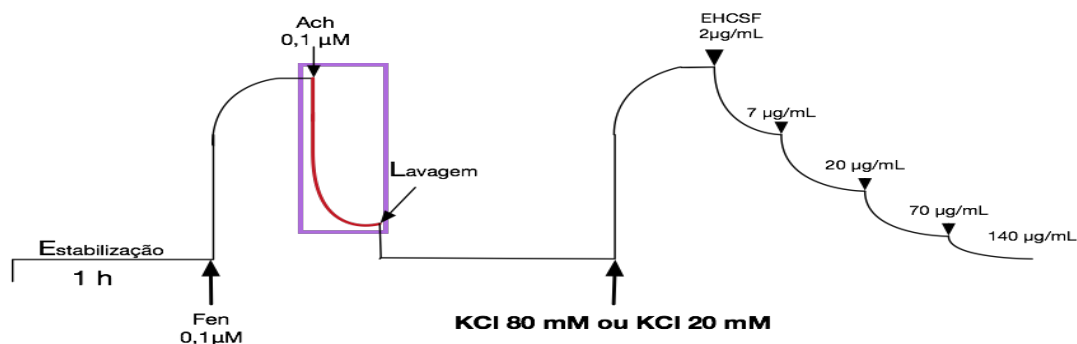 Ach
0,1 µM
EHCSF
2µg/mL
7 µg/mL
Lavagem
20 µg/mL
70 µg/mL
140 µg/mL
Estabilização
1 h
Fen
0,1µM
KCl 80 mM ou KCl 20 mM